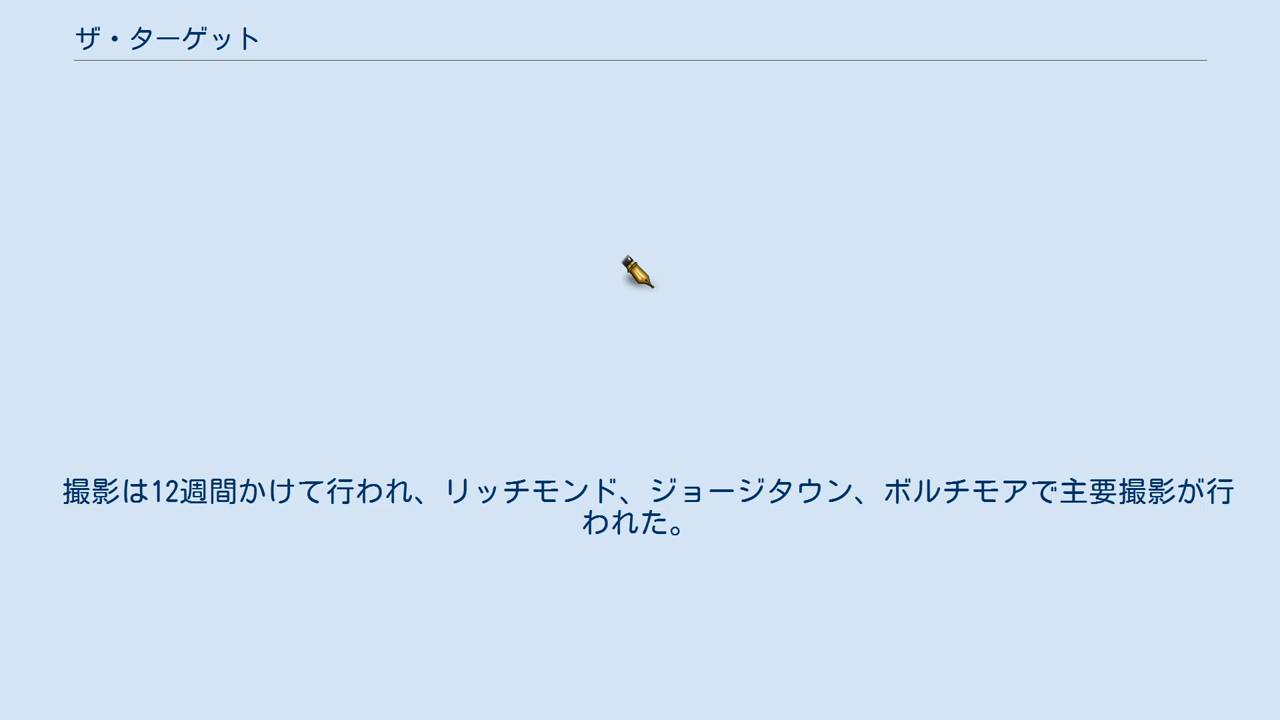 ザ・ターゲット
撮影は12週間かけて行われ、リッチモンド、ジョージタウン、ボルチモアで主要撮影が行
われた。